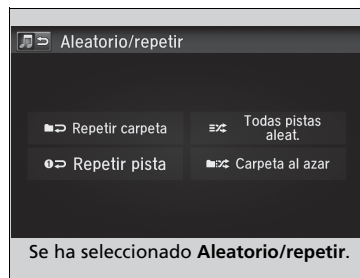 Aleatorio/repetir
Repetir carpeta
Todas pistas
aleat.
Repetir pista
Carpeta al azar
Se ha seleccionado Aleatorio/repetir.